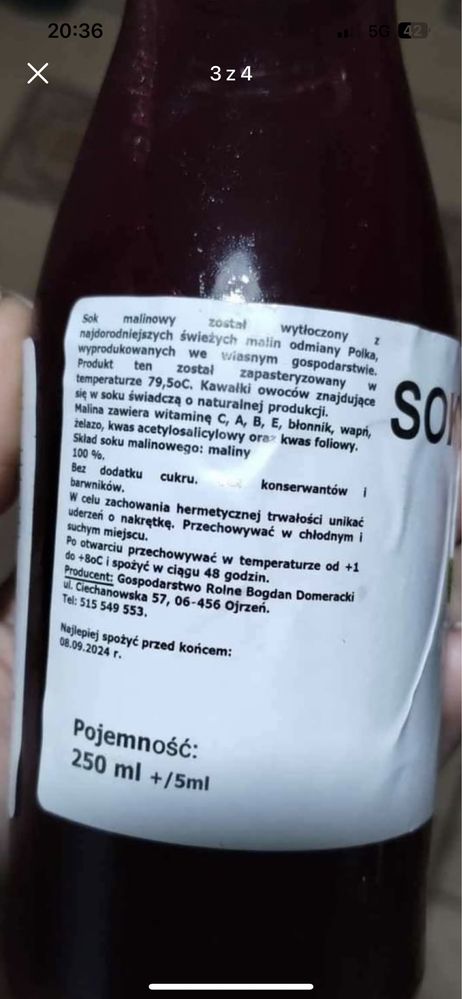 20:36
5G 42
3 z 4
Sok malinowy został wytłoczony z
najdorodniejszych świeżych malin odmiany Polka,
wyprodukowanych we własnym gospodarstwie.
Produkt ten został zapasteryzowany w
temperaturze 79,5oC. Kawałki owoców znajdujące
się w soku świadczą o naturalnej produkcji.
Malina zawiera witaminę C, A, B, E, błonnik, wapń,
żelazo, kwas acetylosalicylowy oraz kwas foliowy.
Skład soku malinowego: maliny
100 %.
Bez dodatku cukru, konserwantów i
barwników.
W celu zachowania hermetycznej trwałości unikać
uderzeń o nakrętkę. Przechowywać w chłodnym i
suchym miejscu.
Po otwarciu przechowywać w temperaturze od +1
do +8oC i spożyć w ciągu 48 godzin.
Producent: Gospodarstwo Rolne Bogdan Domeracki
ul. Ciechanowska 57, 06-456 Ojrzeń.
Tel: 515 549 553.
Najlepiej spożyć przed końcem:
08.09.2024 r.
Pojemność:
250 ml +/5ml